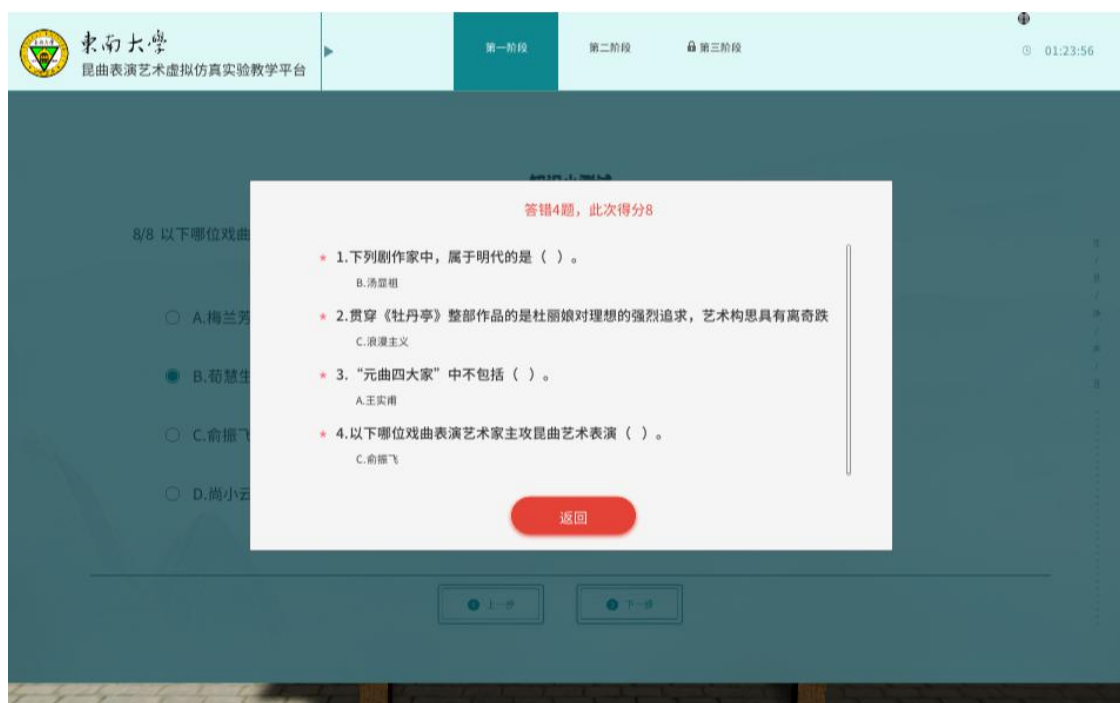 東南大學
昆曲表演艺术虚拟仿真实验教学平台
第一阶段
第二阶段
第三阶段
01:23:56
答错4题，此次得分8
8/8 以下哪位戏曲
* 1.下列剧作家中，属于明代的是（ ）。
B.汤显祖
A.梅兰芳
* 2.贯穿《牡丹亭》整部作品的是杜丽娘对理想的强烈追求，艺术构思具有离奇跌
C.浪漫主义
B.荀慧生
* 3.“元曲四大家”中不包括（ ）。
A.王实甫
C.俞振飞
* 4.以下哪位戏曲表演艺术家主攻昆曲艺术表演（ ）。
C.俞振飞
D.尚小云
返回
上一步
下一步